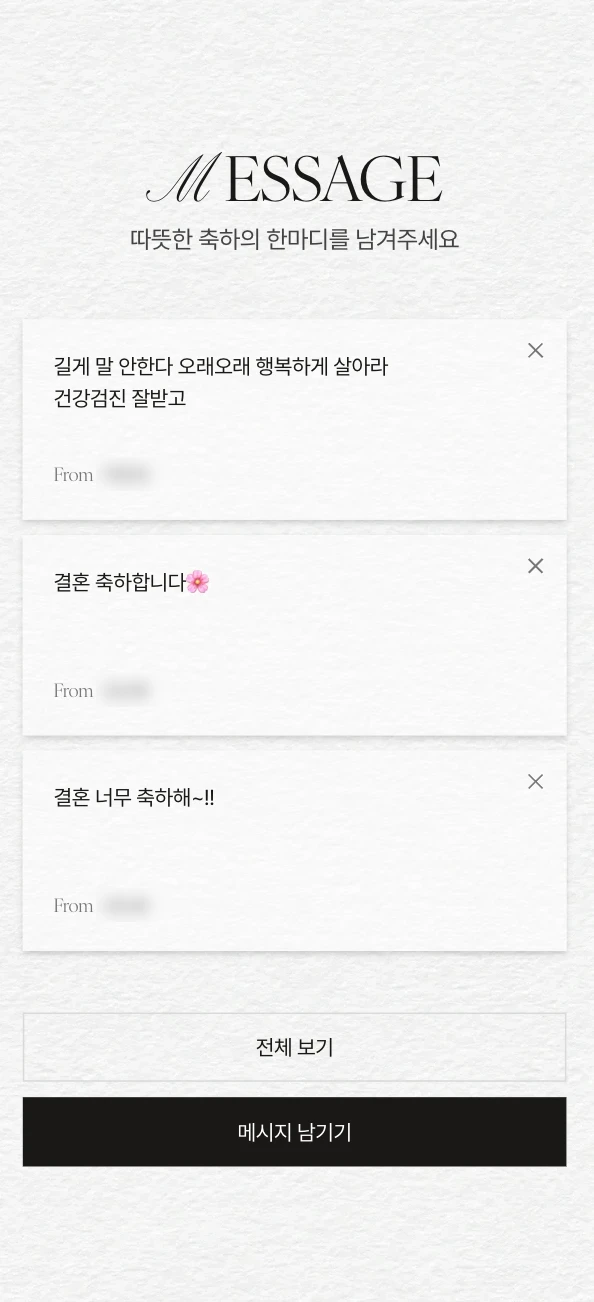 MESSAGE
따뜻한 축하의 한마디를 남겨주세요
길게 말 안한다 오래오래 행복하게 살아라
건강검진 잘받고
From
결혼 축하합니다🌸
From
결혼 너무 축하해~!!
From
전체 보기
메시지 남기기